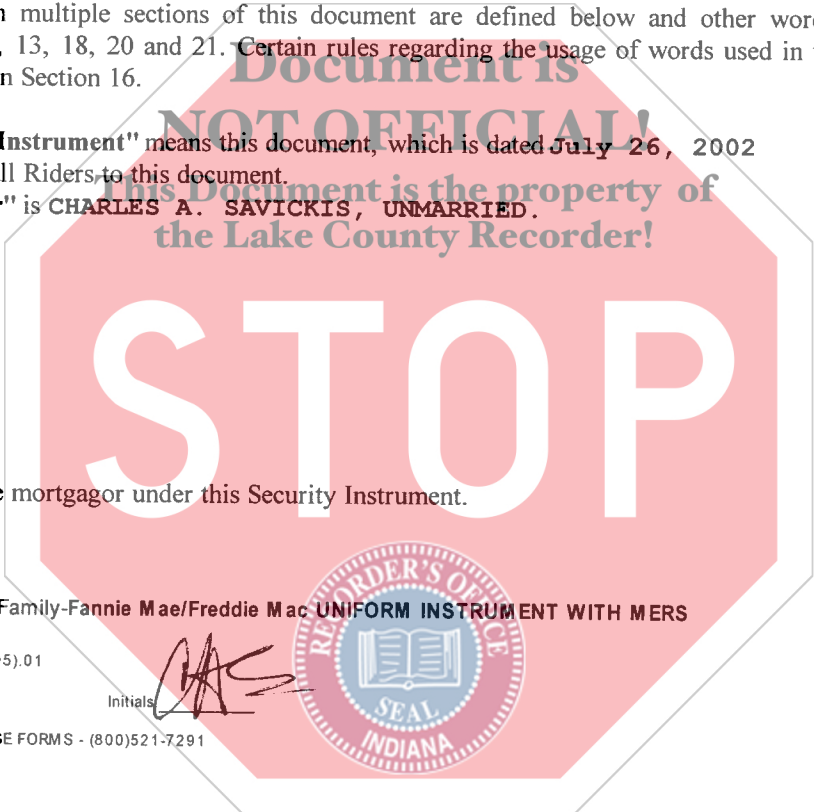 multiple sections of this document are defined below and other
13, 18, 20 and 21. Certain rules regarding the usage of words used in
Section 16.
Document is
NOT OFFICIAL!
Instrument" means this document, which is dated July 26, 2002
Riders to this document.
This Document is the property of
" is CHARLES A. SAVICKIS, UNMARRIED.
the Lake County Recorder!
STOP
mortgagor under this Security Instrument.
Family-Fannie Mae/Freddie Mac UNIFORM INSTRUMENT WITH MERS
5).01
Initials CAS
FORMS - (800)521-7291
RECORDER'S OFFICE
SEAL
INDIANA